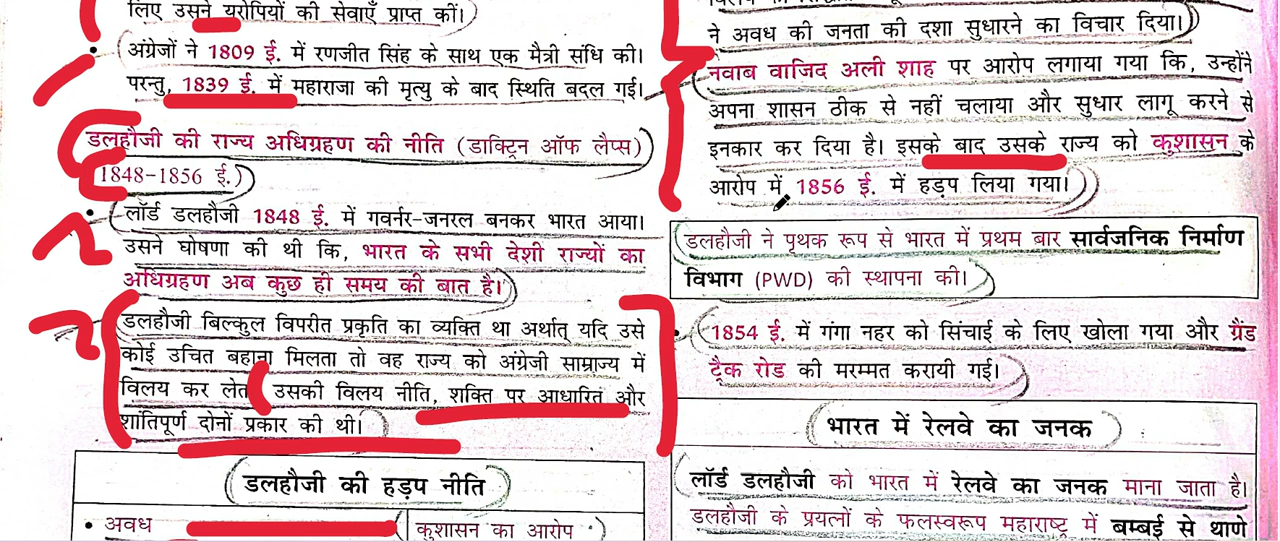 लिए उसने यूरोपियों की सेवाएँ प्राप्त कीं।
• अंग्रेजों ने 1809 ई. में रणजीत सिंह के साथ एक मैत्री संधि की।
परन्तु, 1839 ई. में महाराजा की मृत्यु के बाद स्थिति बदल गई।
डलहौजी की राज्य अधिग्रहण की नीति (डाक्ट्रिन ऑफ लैप्स)
1848-1856 ई.)
• लॉर्ड डलहौजी 1848 ई. में गवर्नर-जनरल बनकर भारत आया।
उसने घोषणा की थी कि, भारत के सभी देशी राज्यों का
अधिग्रहण अब कुछ ही समय की बात है।
डलहौजी बिल्कुल विपरीत प्रकृति का व्यक्ति था अर्थात् यदि उसे
कोई उचित बहाना मिलता तो वह राज्य को अंग्रेजी साम्राज्य में
विलय कर लेता उसकी विलय नीति, शक्ति पर आधारित और
शांतिपूर्ण दोनों प्रकार की थी।
डलहौजी की हड़प नीति
• अवध कुशासन का आरोप
ने अवध की जनता की दशा सुधारने का विचार दिया।
नवाब वाजिद अली शाह पर आरोप लगाया गया कि, उन्होंने
अपना शासन ठीक से नहीं चलाया और सुधार लागू करने से
इनकार कर दिया है। इसके बाद उसके राज्य को कुशासन के
आरोप में 1856 ई. में हड़प लिया गया।
डलहौजी ने पृथक रूप से भारत में प्रथम बार सार्वजनिक निर्माण
विभाग (PWD) की स्थापना की।
• 1854 ई. में गंगा नहर को सिंचाई के लिए खोला गया और ग्रैंड
ट्रैक रोड की मरम्मत करायी गई।
भारत में रेलवे का जनक
लॉर्ड डलहौजी को भारत में रेलवे का जनक माना जाता है।
डलहौजी के प्रयत्नों के फलस्वरूप महाराष्ट्र में बम्बई से थाणे